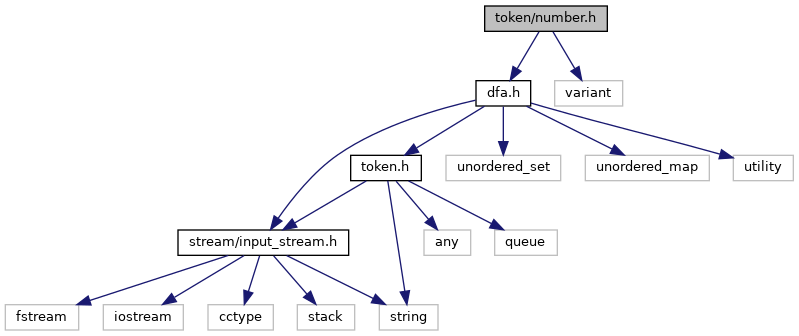 token/number.h
dfa.h
variant
token.h
unordered_set
unordered_map
utility
stream/input_stream.h
any
queue
fstream
iostream
cctype
stack
string